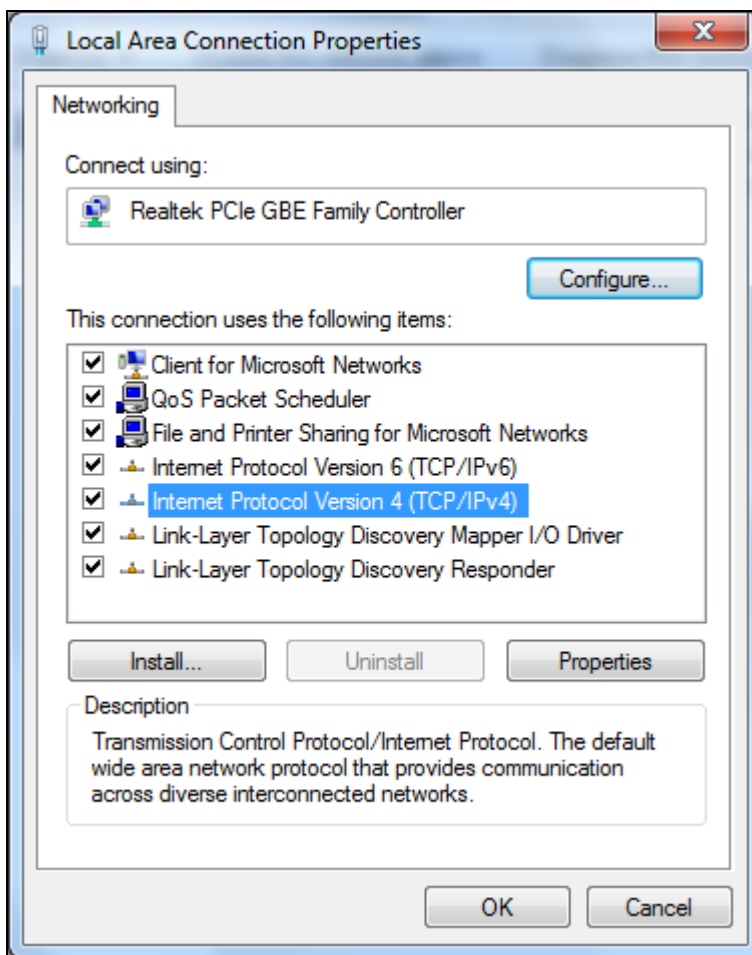 Local Area Connection Properties
Networking
Connect using:
Realtek PCIe GBE Family Controller
Configure...
This connection uses the following items:
Client for Microsoft Networks
QoS Packet Scheduler
File and Printer Sharing for Microsoft Networks
Internet Protocol Version 6 (TCP/IPv6)
Internet Protocol Version 4 (TCP/IPv4)
Link-Layer Topology Discovery Mapper I/O Driver
Link-Layer Topology Discovery Responder
Install... Uninstall Properties
Description
Transmission Control Protocol/Internet Protocol. The default
wide area network protocol that provides communication
across diverse interconnected networks.
OK Cancel